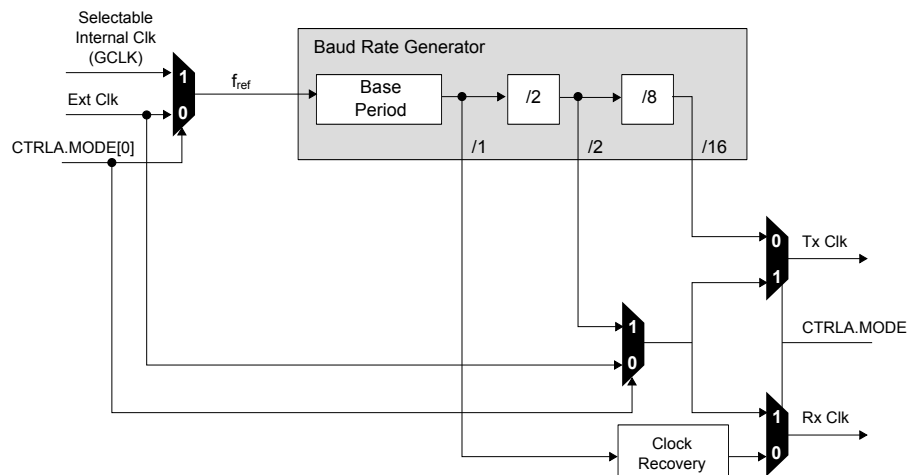 Selectable
Internal Clk
(GCLK)
Baud Rate Generator
1
fref
Base
Period
/2
/8
Ext Clk
0
CTRLA.MODE[0]
/1
/2
/16
0
Tx Clk
1
1
CTRLA.MODE
0
1
Rx Clk
Clock
Recovery
0